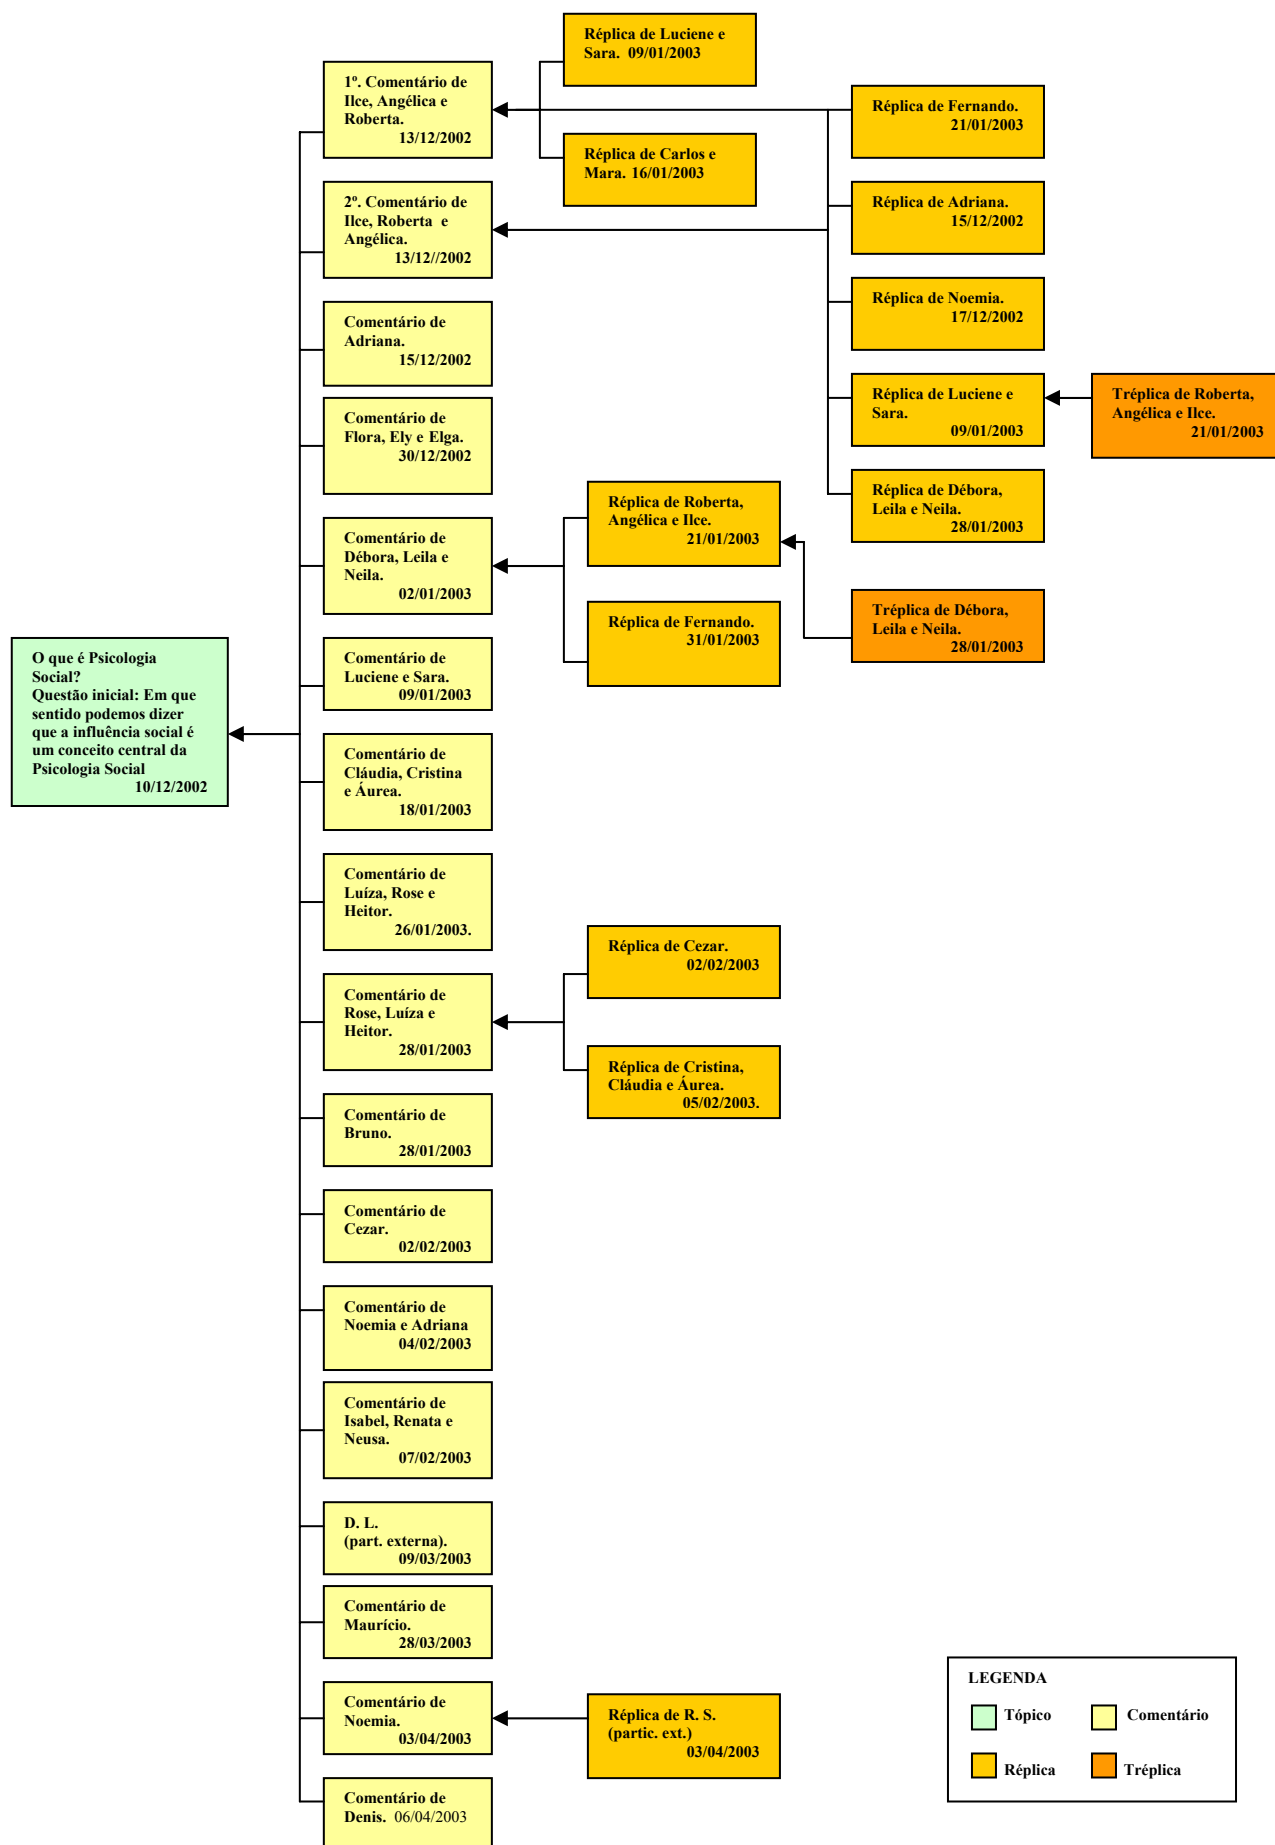 O que é Psicologia
Social?
Questão inicial: Em que
sentido podemos dizer
que a influência social é
um conceito central da
Psicologia Social
10/12/2002
1º. Comentário de
Ilce, Angélica e
Roberta.
13/12/2002
2º. Comentário de
Ilce, Roberta e
Angélica.
13/12//2002
Comentário de
Adriana.
15/12/2002
Comentário de
Flora, Ely e Elga.
30/12/2002
Comentário de
Débora, Leila e
Neila.
02/01/2003
Comentário de
Luciene e Sara.
09/01/2003
Comentário de
Cláudia, Cristina
e Áurea.
18/01/2003
Comentário de
Luíza, Rose e
Heitor.
26/01/2003.
Comentário de
Rose, Luíza e
Heitor.
28/01/2003
Comentário de
Bruno.
28/01/2003
Comentário de
Cezar.
02/02/2003
Comentário de
Noemia e Adriana
04/02/2003
Comentário de
Isabel, Renata e
Neusa.
07/02/2003
D. L.
(part. externa).
09/03/2003
Comentário de
Maurício.
28/03/2003
Comentário de
Noemia.
03/04/2003
Comentário de
Denis. 06/04/2003
Réplica de Luciene e
Sara. 09/01/2003
Réplica de Carlos e
Mara. 16/01/2003
Réplica de Roberta,
Angélica e Ilce.
21/01/2003
Réplica de Fernando.
31/01/2003
Réplica de Cezar.
02/02/2003
Réplica de Cristina,
Cláudia e Áurea.
05/02/2003.
Réplica de R. S.
(partic. ext.)
03/04/2003
Réplica de Fernando.
21/01/2003
Réplica de Adriana.
15/12/2002
Réplica de Noemia.
17/12/2002
Réplica de Luciene e
Sara.
09/01/2003
Réplica de Débora,
Leila e Neila.
28/01/2003
Tréplica de Débora,
Leila e Neila.
28/01/2003
Tréplica de Roberta,
Angélica e Ilce.
21/01/2003
LEGENDA
Tópico
Comentário
Réplica
Tréplica